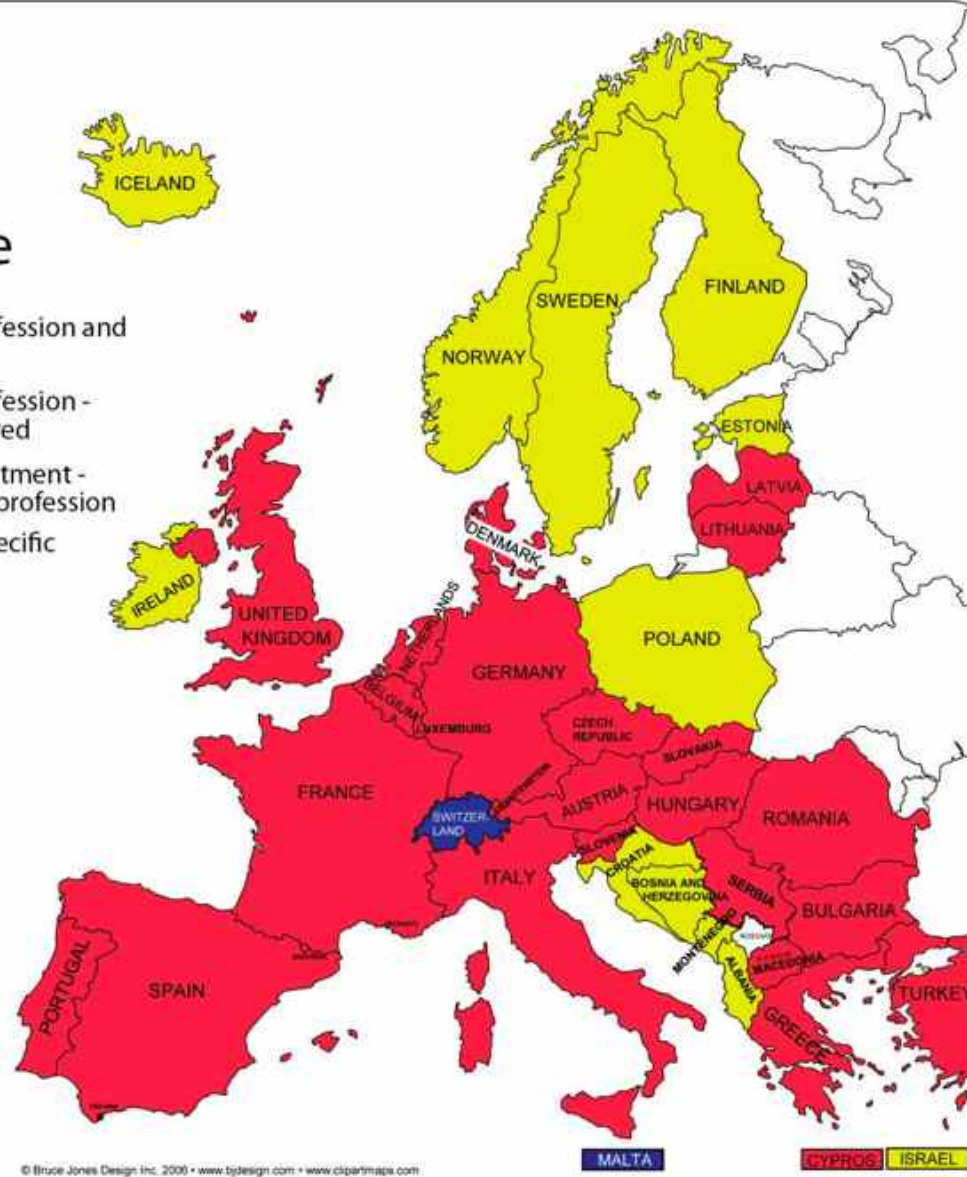 ICELAND
e
fession and
SWEDEN
FINLAND
NORWAY
fession -
ed
ESTONIA
tment -
profession
LATVIA
ecific
LITHUANIA
DENMARK
IRELAND
UNITED
KINGDOM
NETHERLANDS
POLAND
GERMANY
BELGIUM
LUXEMBURG
CZECH
REPUBLIC
SLOVAKIA
FRANCE
LIECHTENSTEIN
AUSTRIA
HUNGARY
ROMANIA
SWITZER-
LAND
SLOVENIA
CROATIA
ITALY
BOSNIA AND
HERZEGOVINA
SERBIA
BULGARIA
MONTENEGRO
KOSOVO
MACEDONIA
ALBANIA
PORTUGAL
SPAIN
GREECE
TURKEY
MALTA
CYPROS
ISRAEL
© Bruce Jones Design Inc. 2006 • www.bjdesign.com • www.clipartmaps.com